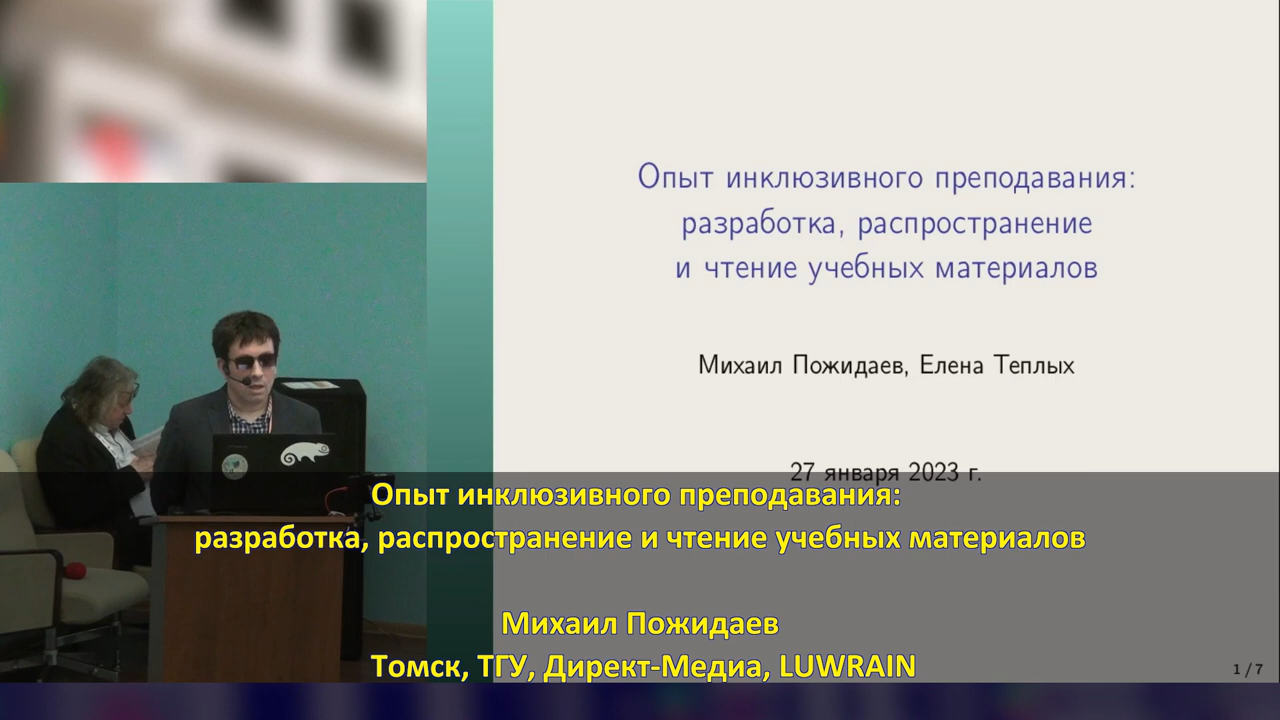 Опыт инклюзивного преподавания:
разработка, распространение
и чтение учебных материалов
Михаил Пожидаев, Елена Теплых
27 января 2023 г.
Опыт инклюзивного преподавания:
разработка, распространение и чтение учебных материалов
Михаил Пожидаев
Томск, ТГУ, Директ-Медиа, LUWRAIN
1 / 7